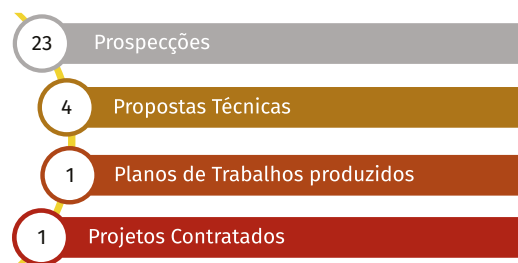 23 Prospecções
4 Propostas Técnicas
1 Planos de Trabalhos produzidos
1 Projetos Contratados